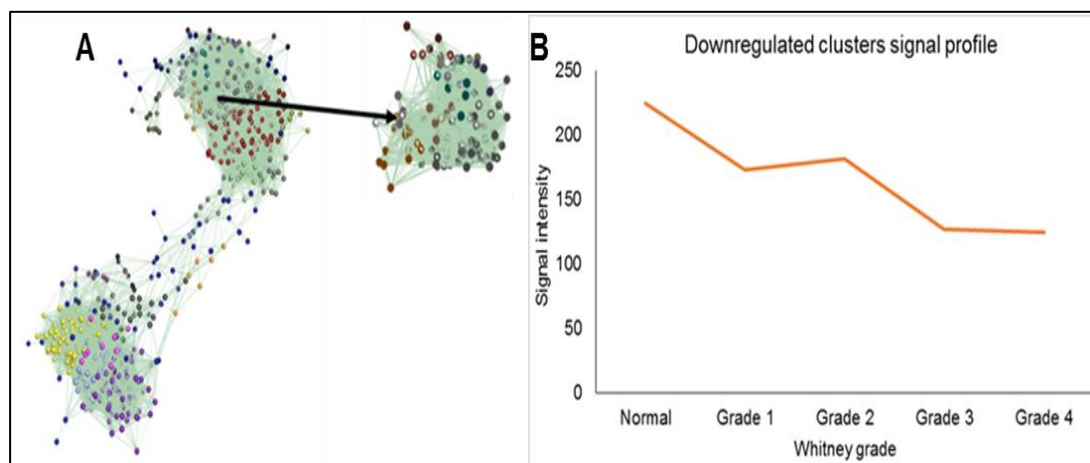 A
B
Downregulated clusters signal profile
250
200
150
100
50
0
Signal intensity
Normal Grade 1 Grade 2 Grade 3 Grade 4
Whitney grade